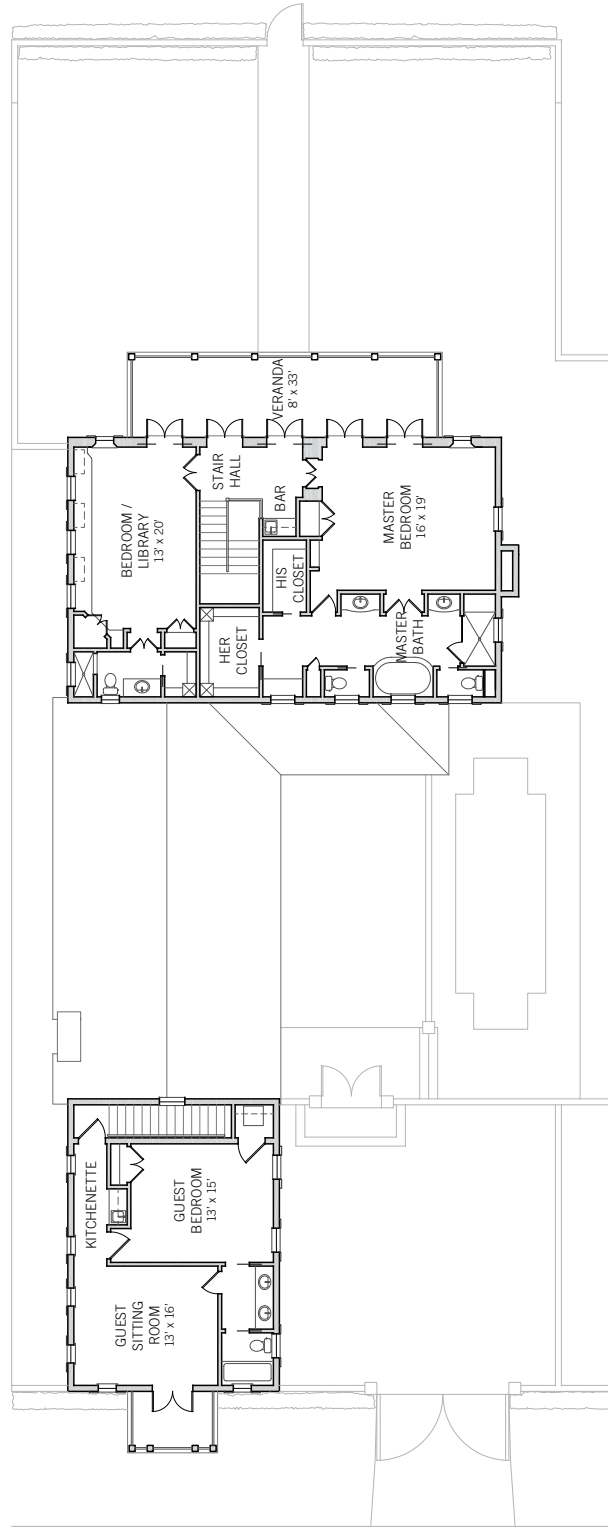 VERANDA
8' x 33'
STAIR
HALL
BAR
BEDROOM /
LIBRARY
13' x 20'
MASTER
BEDROOM
16' x 19'
HIS
CLOSET
HER
CLOSET
MASTER
BATH
KITCHENETTE
GUEST
BEDROOM
13' x 15'
GUEST
SITTING
ROOM
13' x 16'